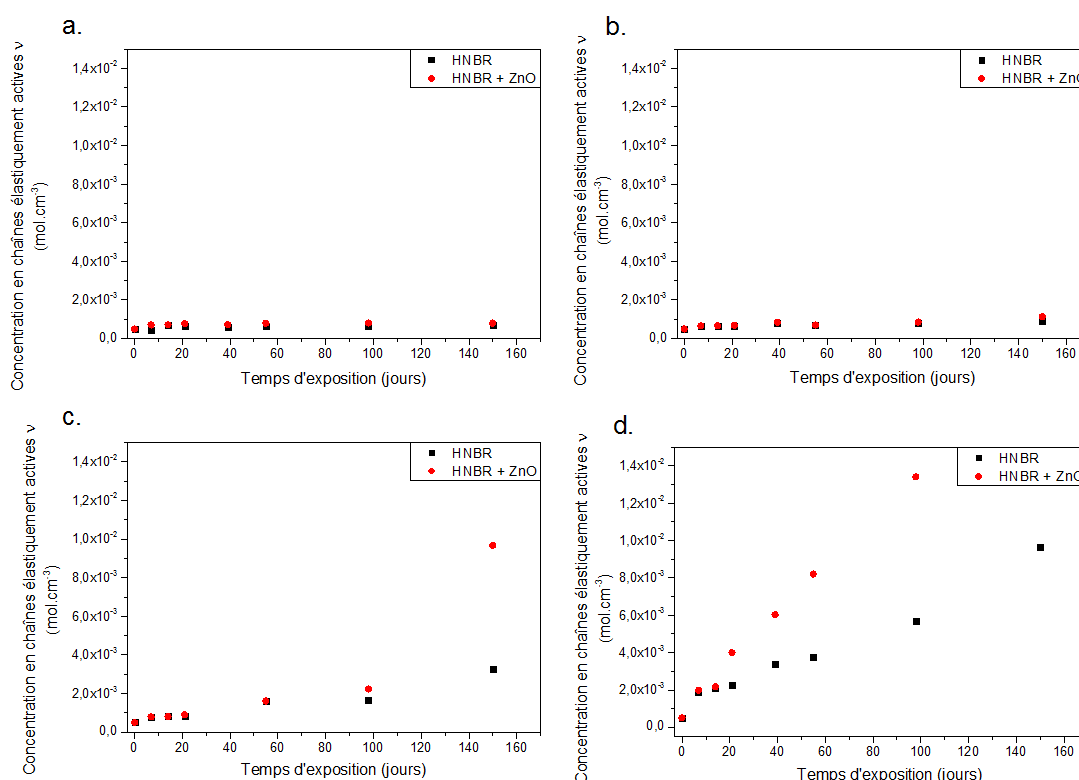 a.
Concentration en chaînes élastiquement actives ν
(mol.cm-3)
1,4x10-2
1,2x10-2
1,0x10-2
8,0x10-3
6,0x10-3
4,0x10-3
2,0x10-3
0,0
HNBR
HNBR + ZnO
0 20 40 60 80 100 120 140 160
Temps d'exposition (jours)
b.
Concentration en chaînes élastiquement actives ν
(mol.cm-3)
1,4x10-2
1,2x10-2
1,0x10-2
8,0x10-3
6,0x10-3
4,0x10-3
2,0x10-3
0,0
HNBR
HNBR + ZnO
0 20 40 60 80 100 120 140 160
Temps d'exposition (jours)
c.
Concentration en chaînes élastiquement actives ν
(mol.cm-3)
1,4x10-2
1,2x10-2
1,0x10-2
8,0x10-3
6,0x10-3
4,0x10-3
2,0x10-3
0,0
HNBR
HNBR + ZnO
0 20 40 60 80 100 120 140 160
Temps d'exposition (jours)
d.
Concentration en chaînes élastiquement actives ν
(mol.cm-3)
1,4x10-2
1,2x10-2
1,0x10-2
8,0x10-3
6,0x10-3
4,0x10-3
2,0x10-3
0,0
HNBR
HNBR + ZnO
0 20 40 60 80 100 120 140 160
Temps d'exposition (jours)